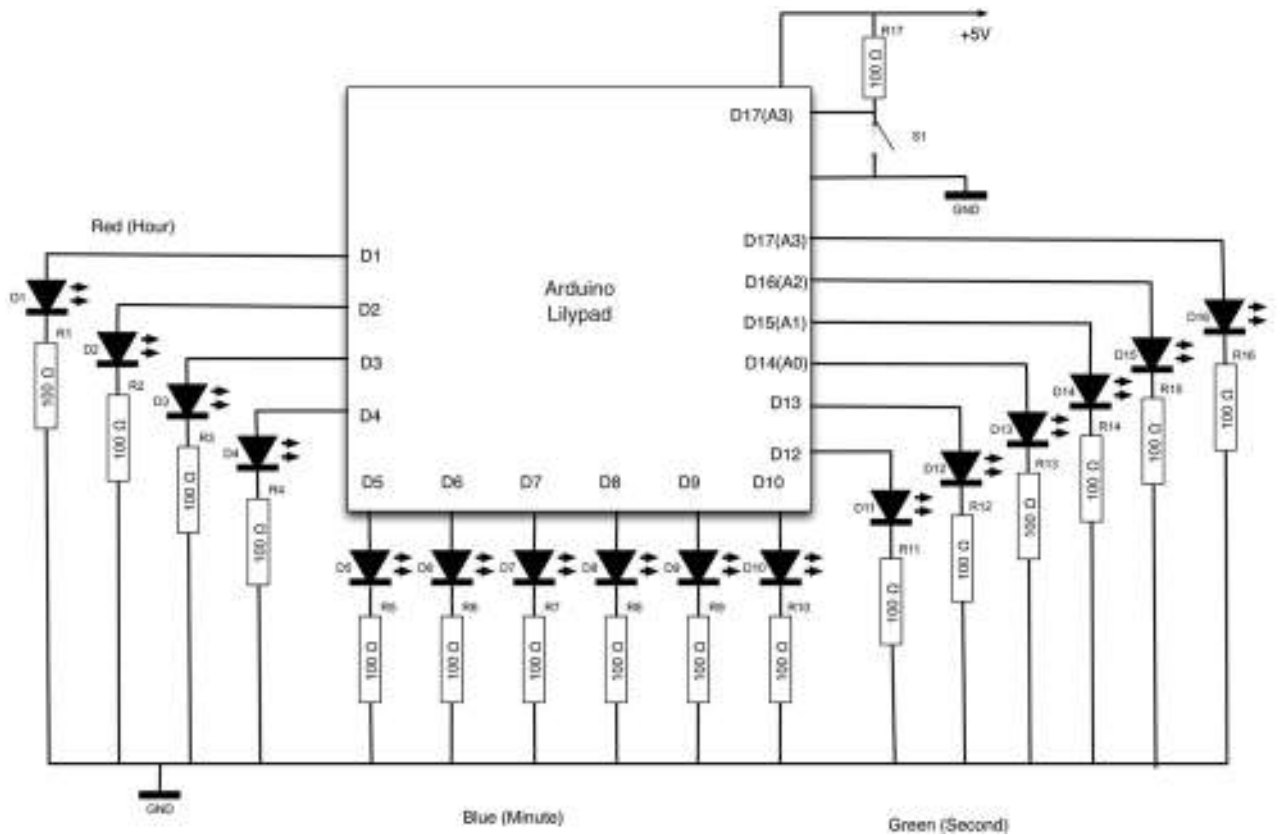 R17
+5V
100 Ω
D17(A3)
S1
GND
Red (Hour)
D1
D2
D3
D4
Arduino
Lilypad
D17(A3)
D16(A2)
D15(A1)
D14(A0)
D13
D12
D5 D6 D7 D8 D9 D10
D1
R1
100 Ω
D2
R2
100 Ω
D3
R3
100 Ω
D4
R4
100 Ω
D5
R5
100 Ω
D6
R6
100 Ω
D7
R7
100 Ω
D8
R8
100 Ω
D9
R9
100 Ω
D10
R10
100 Ω
D11
R11
100 Ω
D12
R12
100 Ω
D13
R13
100 Ω
D14
R14
100 Ω
D15
R15
100 Ω
D16
R16
100 Ω
GND
Blue (Minute)
Green (Second)